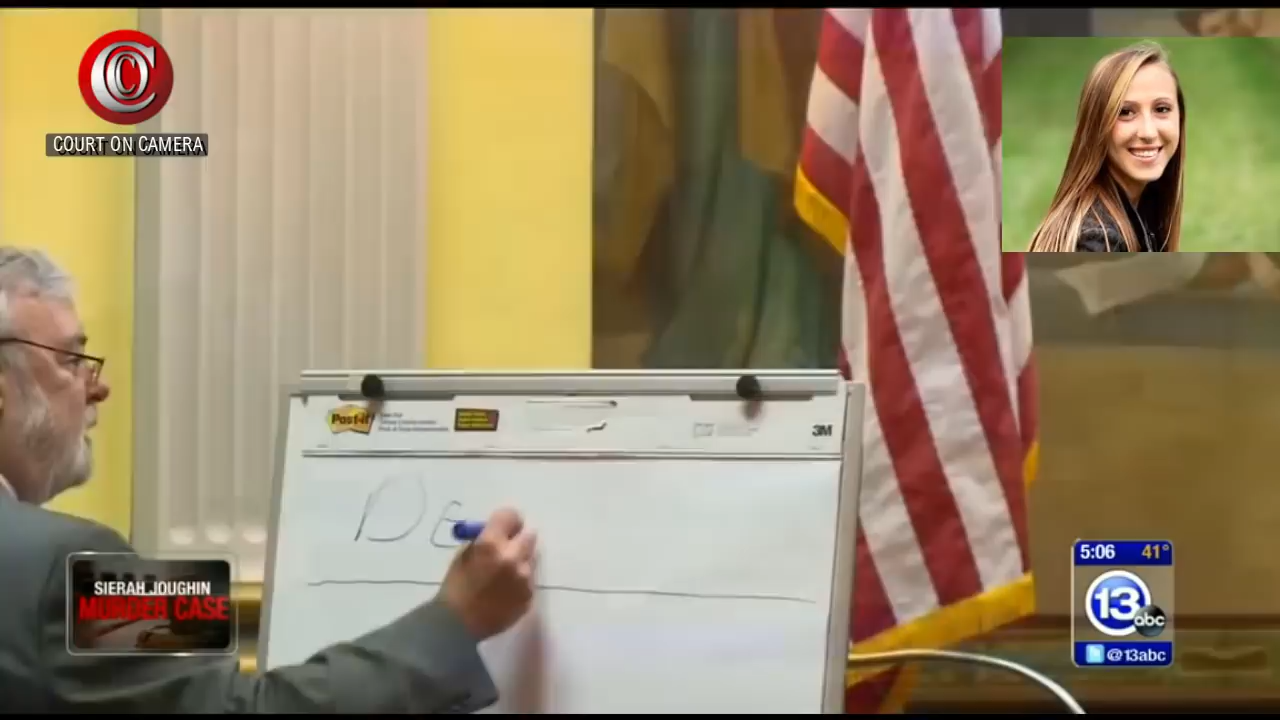 COURT ON CAMERA
Post-it
3M
DE
SIERAH JOUGHIN
MURDER CASE
5:06 41°
13
abc
@13abc